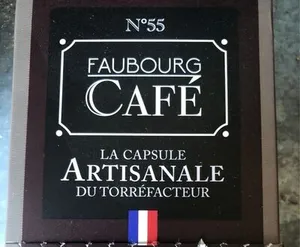 N°55
FAUBOURG
CAFÉ
LA CAPSULE
ARTISANALE
DU TORRÉFACTEUR